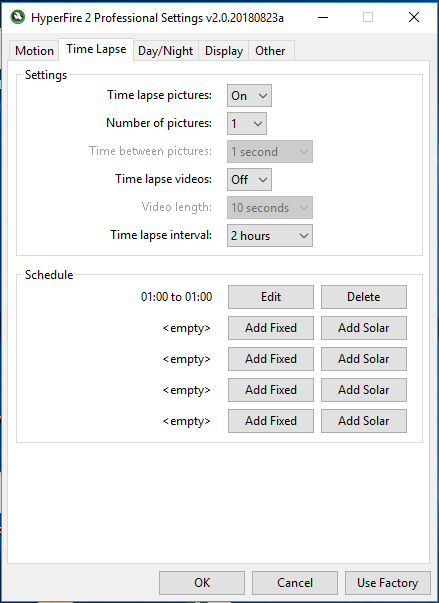 HyperFire 2 Professional Settings v2.0.20180823a
Motion Time Lapse Day/Night Display Other
Settings
Time lapse pictures: On
Number of pictures: 1
Time between pictures: 1 second
Time lapse videos: Off
Video length: 10 seconds
Time lapse interval: 2 hours
Schedule
01:00 to 01:00 Edit Delete
<empty> Add Fixed Add Solar
<empty> Add Fixed Add Solar
<empty> Add Fixed Add Solar
<empty> Add Fixed Add Solar
OK Cancel Use Factory